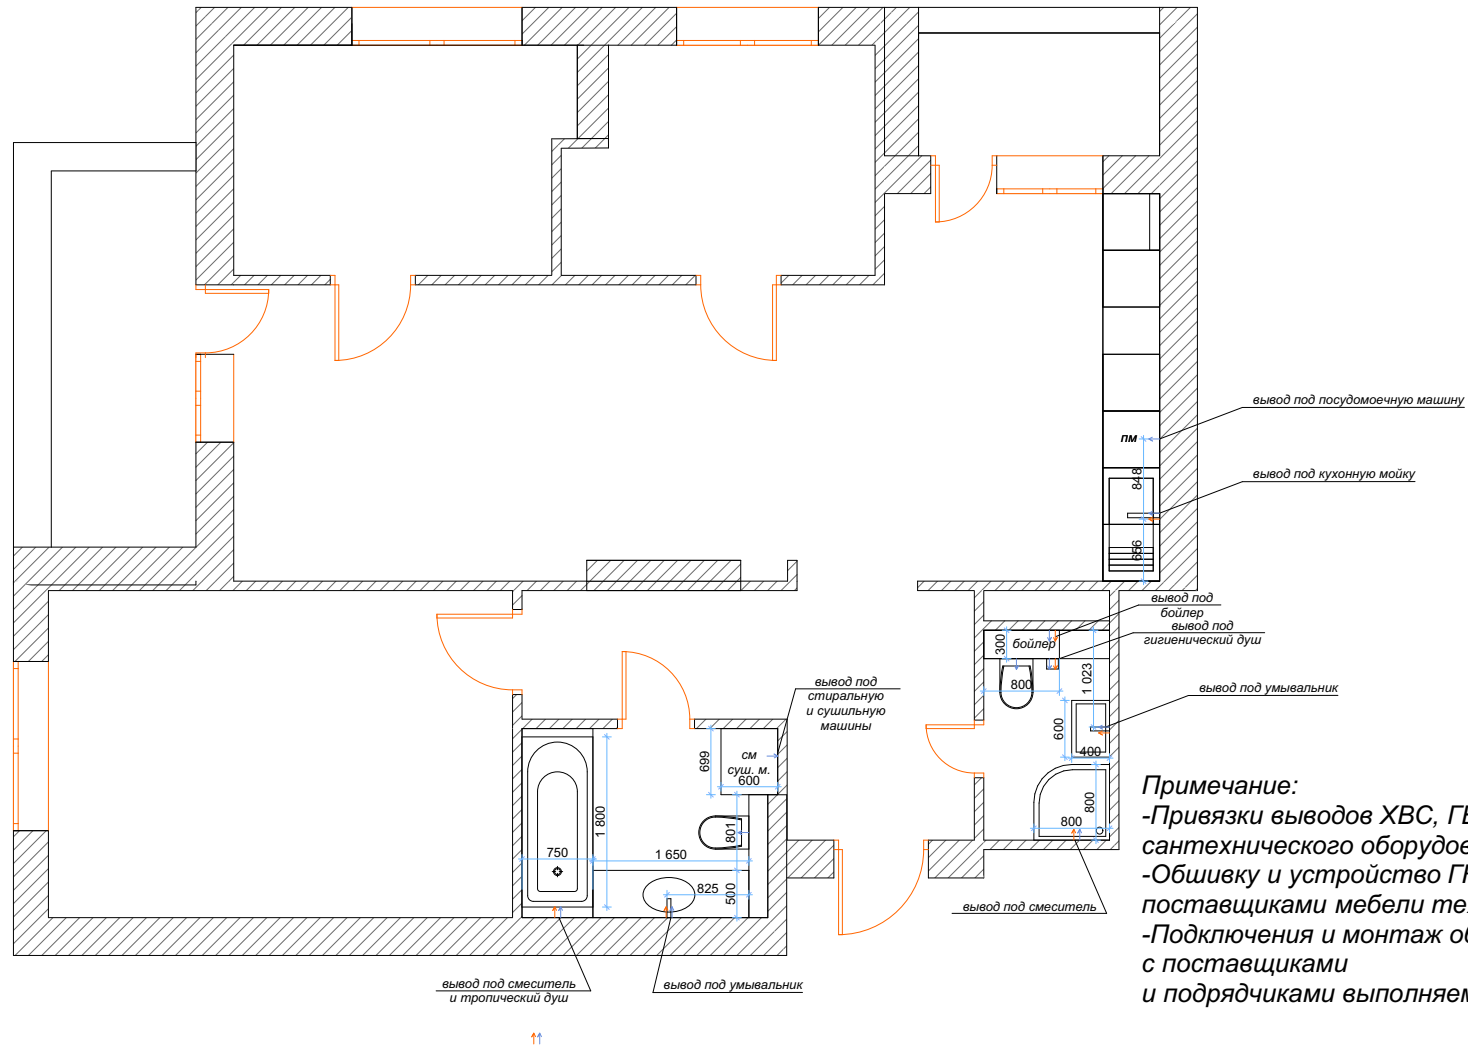 вывод под посудомоечную машину
пм
вывод под кухонную мойку
848
656
вывод под
бойлер
вывод под
гигиенический душ
бойлер
300
800
1 023
вывод под умывальник
600
400
800
800
вывод под смеситель
вывод под
стиральную
и сушильную
машины
см
суш. м.
699
600
801
1 800
750
1 650
825
500
вывод под смеситель
и тропический душ
вывод под умывальник
Примечание:
-Привязки выводов ХВС,
сантехнического
-Обшивку и устройство
поставщиками мебели
-Подключения и монтаж
с поставщиками
и подрядчиками